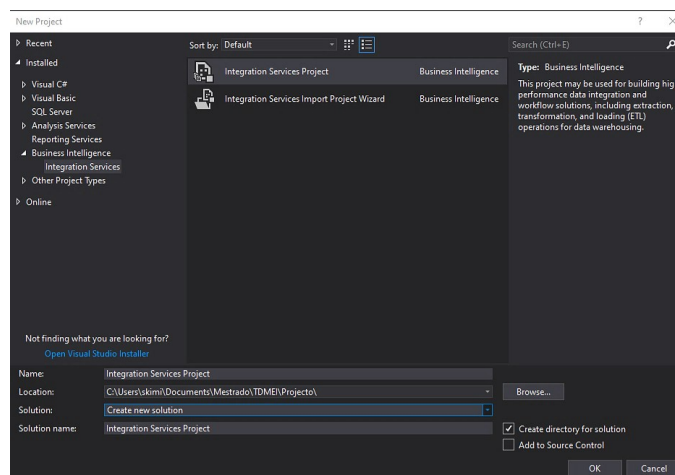 New Project
Recent
Installed
Visual C#
Visual Basic
SQL Server
Analysis Services
Reporting Services
Business Intelligence
Integration Services
Other Project Types
Online
Not finding what you are looking for?
Open Visual Studio Installer
Sort by: Default
Integration Services Project Business Intelligence
Integration Services Import Project Wizard Business Intelligence
Search (Ctrl+E)
Type: Business Intelligence
This project may be used for building hig
performance data integration and
workflow solutions, including extraction,
transformation, and loading (ETL)
operations for data warehousing.
Name: Integration Services Project
Location: C:\Users\skimi\Documents\Mestrado\TDMEI\Projecto\ Browse...
Solution: Create new solution
Solution name: Integration Services Project
Create directory for solution
Add to Source Control
OK Cancel